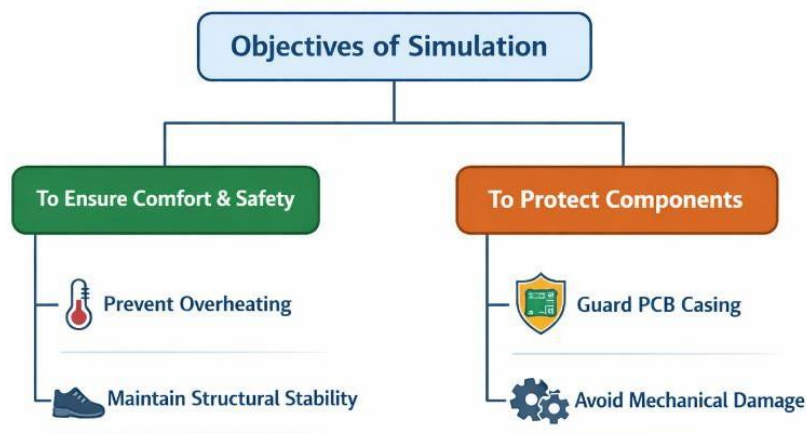 Objectives of Simulation
To Ensure Comfort & Safety
Prevent Overheating
Maintain Structural Stability
To Protect Components
Guard PCB Casing
Avoid Mechanical Damage